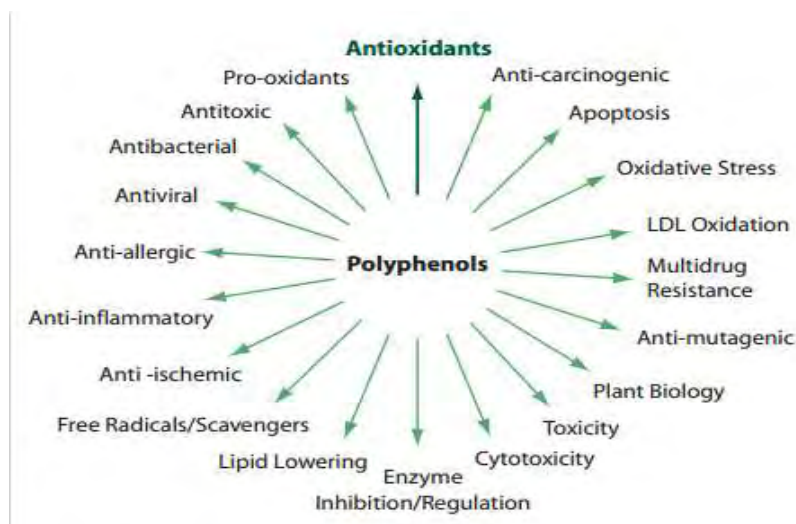 Antioxidants
Pro-oxidants
Anti-carcinogenic
Antitoxic
Apoptosis
Antibacterial
Oxidative Stress
Antiviral
LDL Oxidation
Anti-allergic
Polyphenols
Multidrug
Resistance
Anti-inflammatory
Anti-mutagenic
Anti -ischemic
Plant Biology
Free Radicals/Scavengers
Toxicity
Lipid Lowering
Cytotoxicity
Enzyme
Inhibition/Regulation